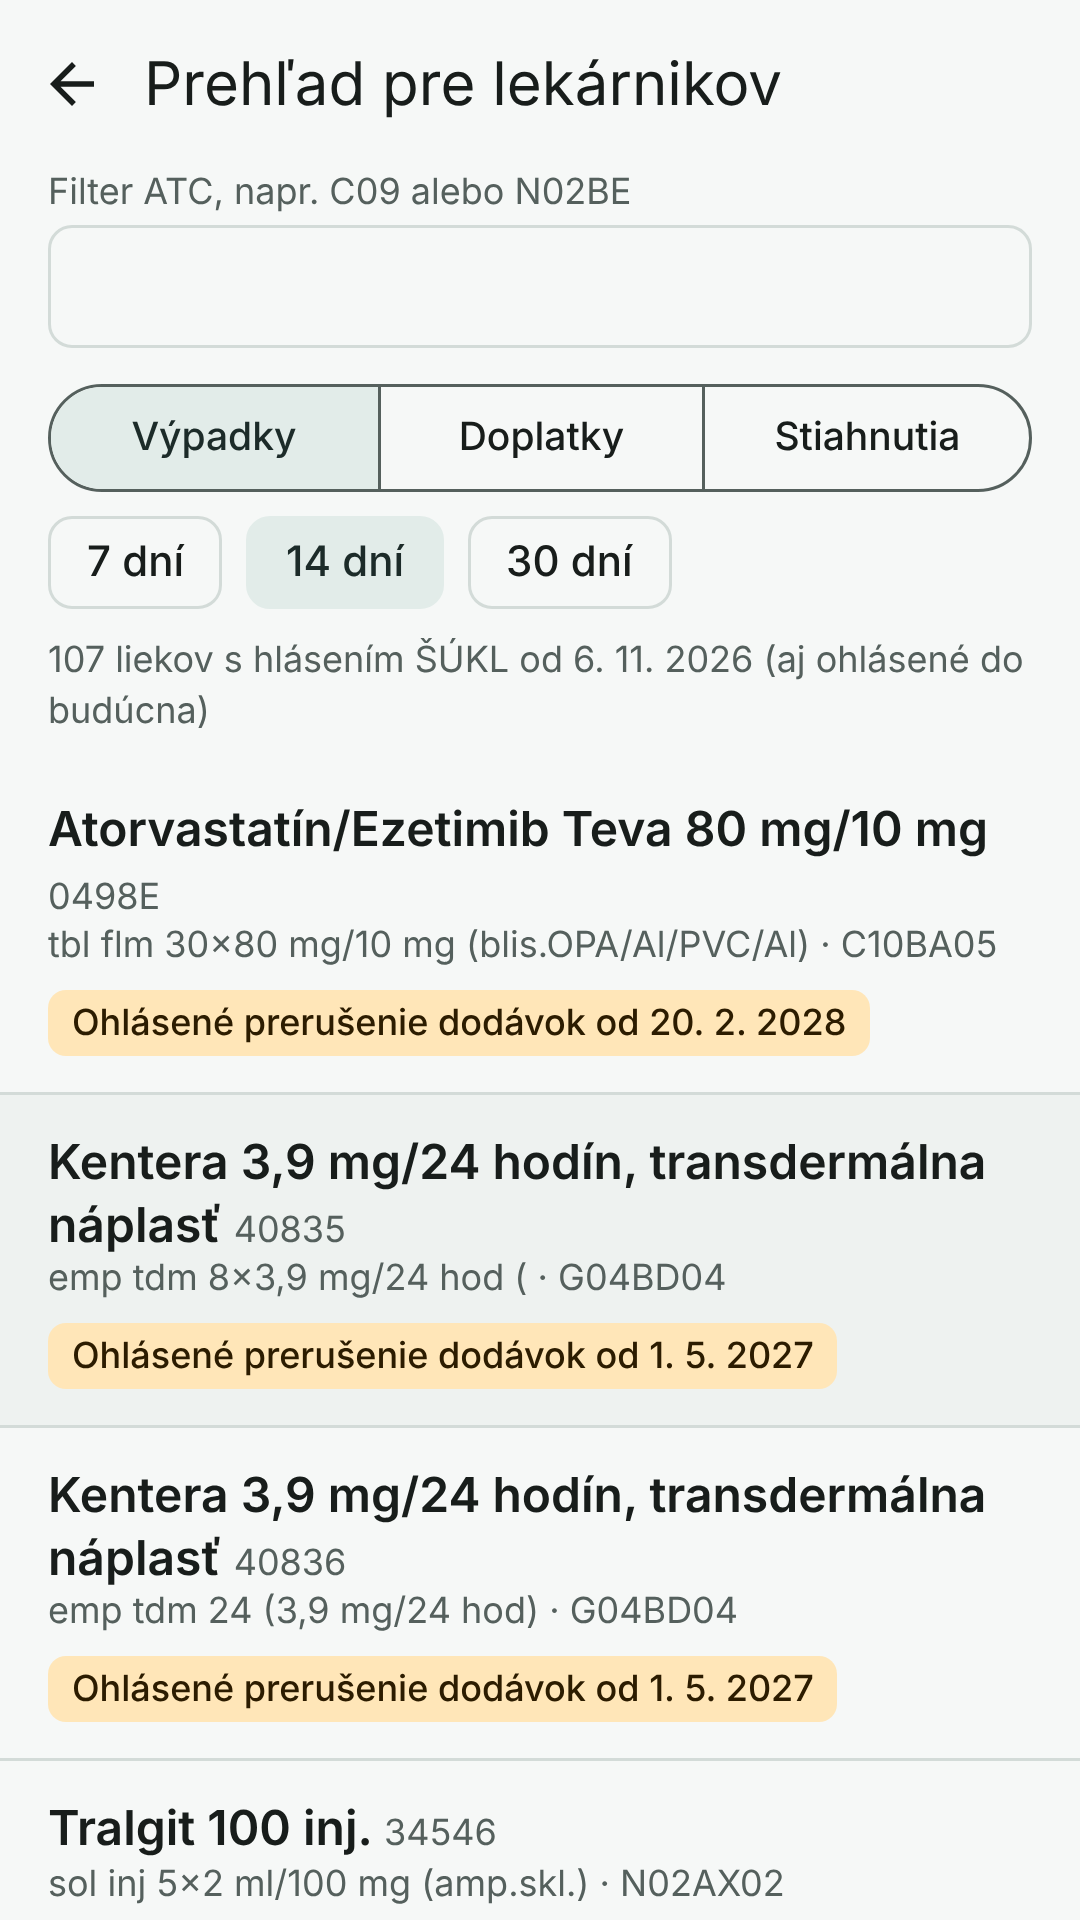 Prehľad pre lekárnikov
Filter ATC, napr. C09 alebo N02BE
Výpadky Doplatky Stiahnutia
7 dní 14 dní 30 dní
107 liekov s hlásením ŠÚKL od 6. 11. 2026 (aj ohlásené do
budúcna)
Atorvastatín/Ezetimib Teva 80 mg/10 mg
0498E
tbl flm 30×80 mg/10 mg (blis.OPA/Al/PVC/Al) · C10BA05
Ohlásené prerušenie dodávok od 20. 2. 2028
Kentera 3,9 mg/24 hodín, transdermálna
náplasť 40835
emp tdm 8×3,9 mg/24 hod ( · G04BD04
Ohlásené prerušenie dodávok od 1. 5. 2027
Kentera 3,9 mg/24 hodín, transdermálna
náplasť 40836
emp tdm 24 (3,9 mg/24 hod) · G04BD04
Ohlásené prerušenie dodávok od 1. 5. 2027
Tralgit 100 inj. 34546
sol inj 5×2 ml/100 mg (amp.skl.) · N02AX02